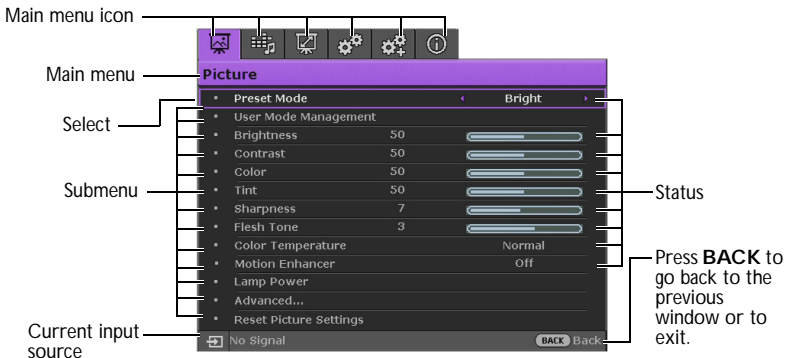 Main menu icon
Main menu
Picture
Select
Preset Mode Bright
User Mode Management
Brightness 50
Contrast 50
Color 50
Submenu
Tint 50
Status
Sharpness 7
Flesh Tone 3
Color Temperature Normal
Motion Enhancer Off
Lamp Power
Advanced...
Reset Picture Settings
Press BACK to
go back to the
previous
window or to
exit.
Current input
source
No Signal
BACK Back